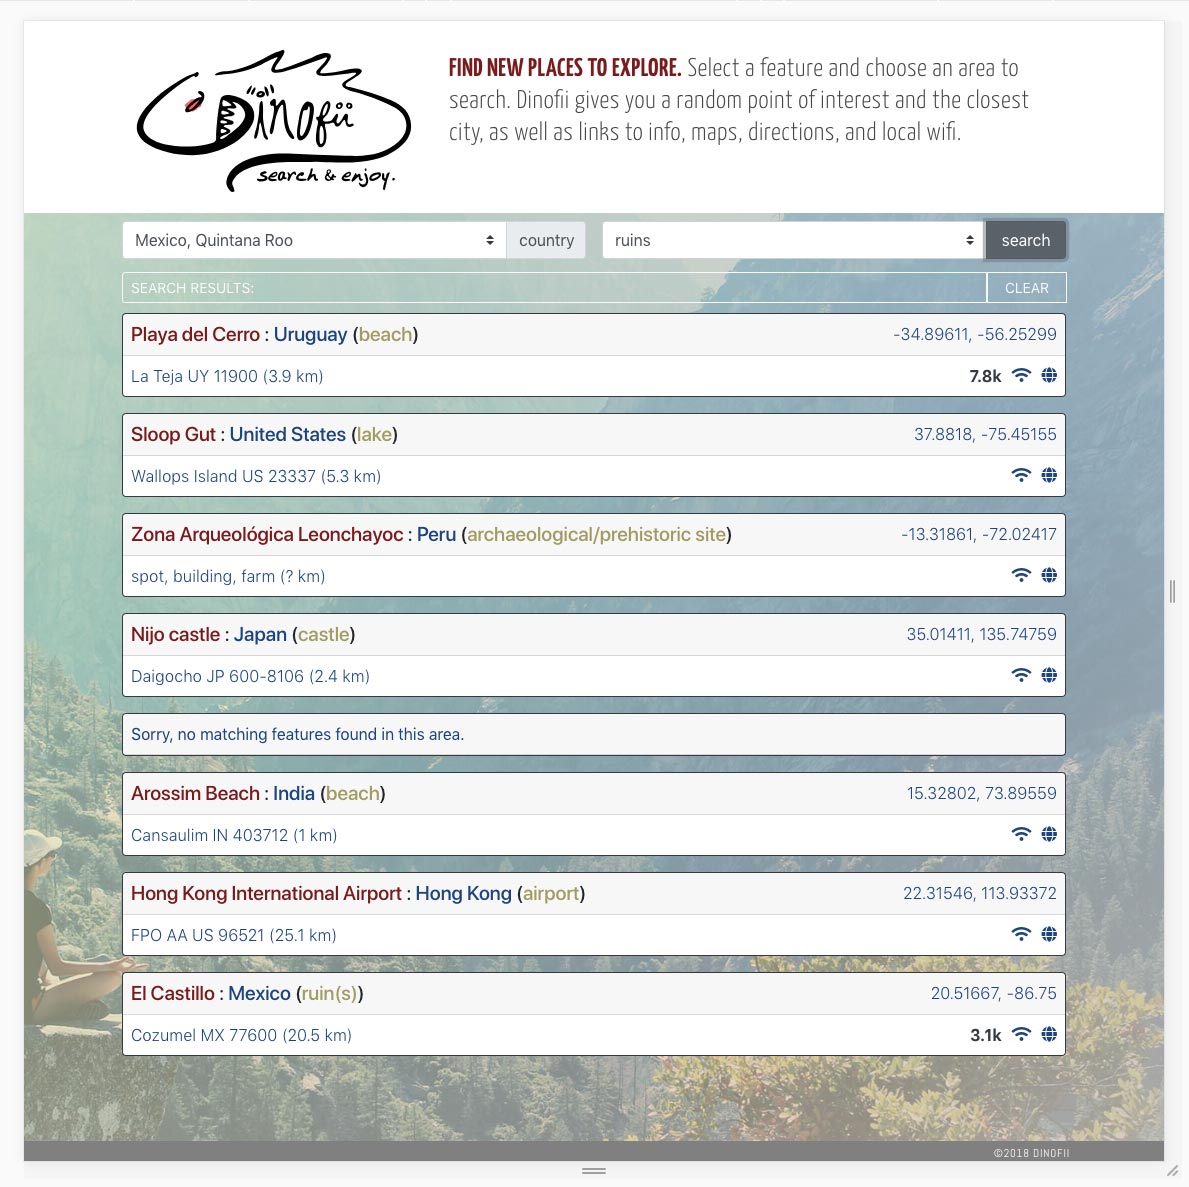 Dinofii
search & enjoy.
FIND NEW PLACES TO EXPLORE. Select a feature and choose an area to
search. Dinofii gives you a random point of interest and the closest
city, as well as links to info, maps, directions, and local wifi.
Mexico, Quintana Roo country ruins search
SEARCH RESULTS: CLEAR
Playa del Cerro : Uruguay (beach) -34.89611, -56.25299
La Teja UY 11900 (3.9 km) 7.8k
Sloop Gut : United States (lake) 37.8818, -75.45155
Wallops Island US 23337 (5.3 km)
Zona Arqueológica Leonchayoc : Peru (archaeological/prehistoric site) -13.31861, -72.02417
spot, building, farm (? km)
Nijo castle : Japan (castle) 35.01411, 135.74759
Daigocho JP 600-8106 (2.4 km)
Sorry, no matching features found in this area.
Arossim Beach : India (beach) 15.32802, 73.89559
Cansaulim IN 403712 (1 km)
Hong Kong International Airport : Hong Kong (airport) 22.31546, 113.93372
FPO AA US 96521 (25.1 km)
El Castillo : Mexico (ruin(s)) 20.51667, -86.75
Cozumel MX 77600 (20.5 km) 3.1k
©2018 DINOFII